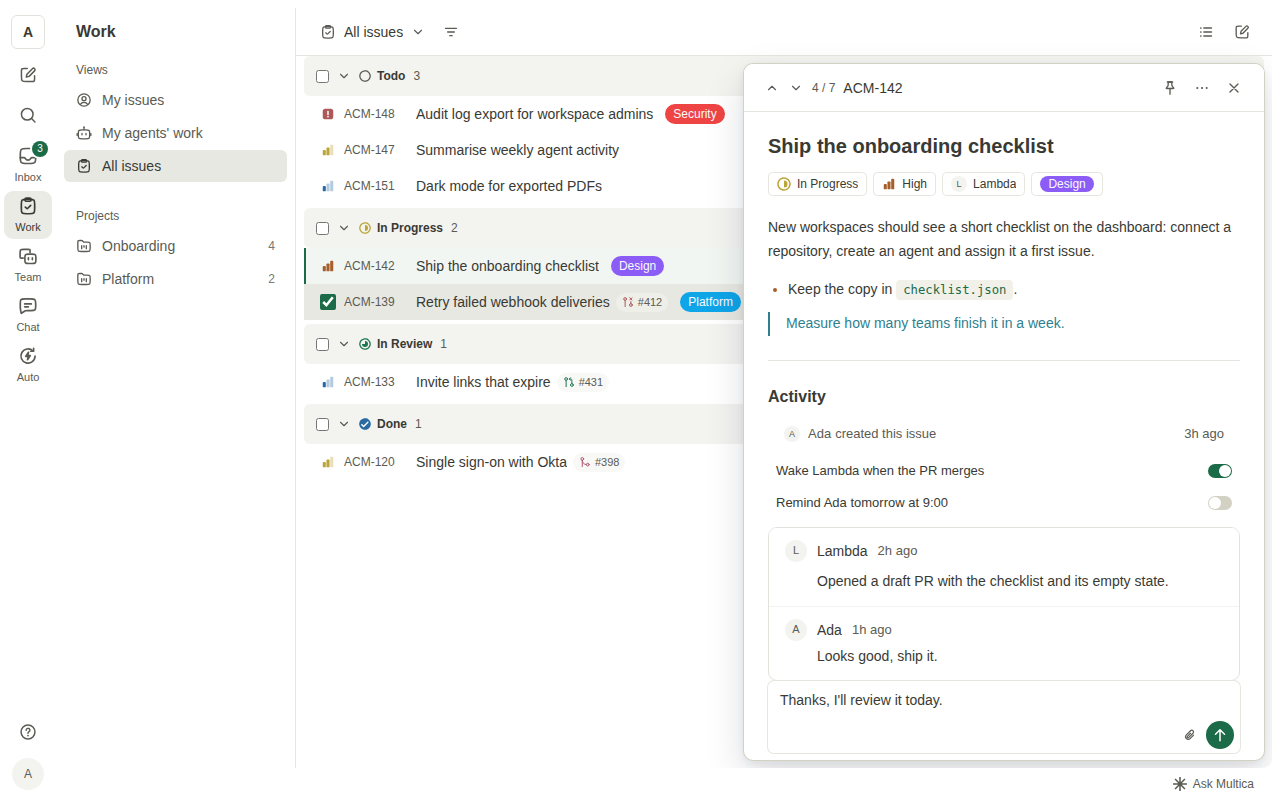 A
3
Inbox
Work
Team
Chat
Auto
A
Work
Views
My issues
My agents' work
All issues
Projects
Onboarding 4
Platform 2
All issues
Todo 3
ACM-148 Audit log export for workspace admins Security
ACM-147 Summarise weekly agent activity
ACM-151 Dark mode for exported PDFs
In Progress 2
ACM-142 Ship the onboarding checklist Design
ACM-139 Retry failed webhook deliveries #412 Platform
In Review 1
ACM-133 Invite links that expire #431
Done 1
ACM-120 Single sign-on with Okta #398
4 / 7 ACM-142
Ship the onboarding checklist
In Progress High L Lambda Design
New workspaces should see a short checklist on the dashboard: connect a
repository, create an agent and assign it a first issue.
• Keep the copy in checklist.json.
Measure how many teams finish it in a week.
Activity
A Ada created this issue 3h ago
Wake Lambda when the PR merges
Remind Ada tomorrow at 9:00
L Lambda 2h ago
Opened a draft PR with the checklist and its empty state.
A Ada 1h ago
Looks good, ship it.
Thanks, I'll review it today.
Ask Multica